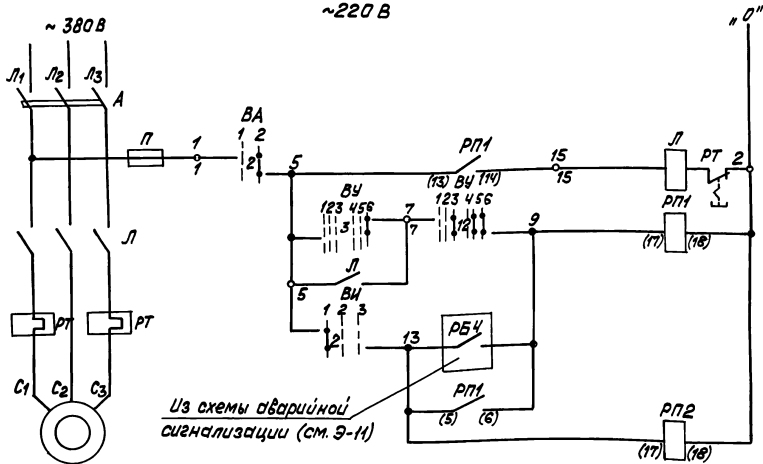 ~ 380 В
~220 В
„ 0"
Л1
Л2
Л3
А
П
1
1
ВА
1 2
2
5
РП1
(13)
(14)
15
15
Л
РТ
2
ВУ
123 456
3
7
7
ВУ
123 456
12
9
РП1
(17)
(18)
Л
5
Л
ВИ
1 2 3
2
13
РБ4
РТ
РТ
РП1
(5)
(6)
С1
С2
С3
Из схемы аварийной
сигнализации (см. Э-11)
РП2
(17)
(18)